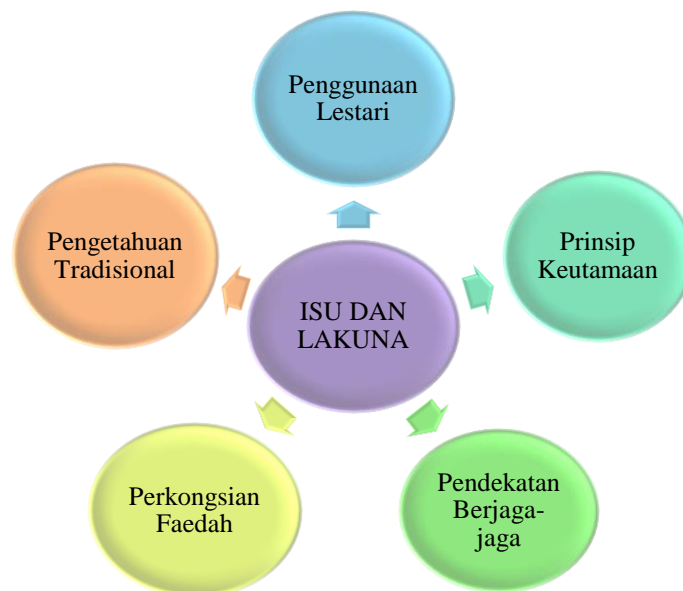 Penggunaan
Lestari
Pengetahuan
Tradisional
Prinsip
Keutamaan
ISU DAN
LAKUNA
Perkongsian
Faedah
Pendekatan
Berjaga-
jaga